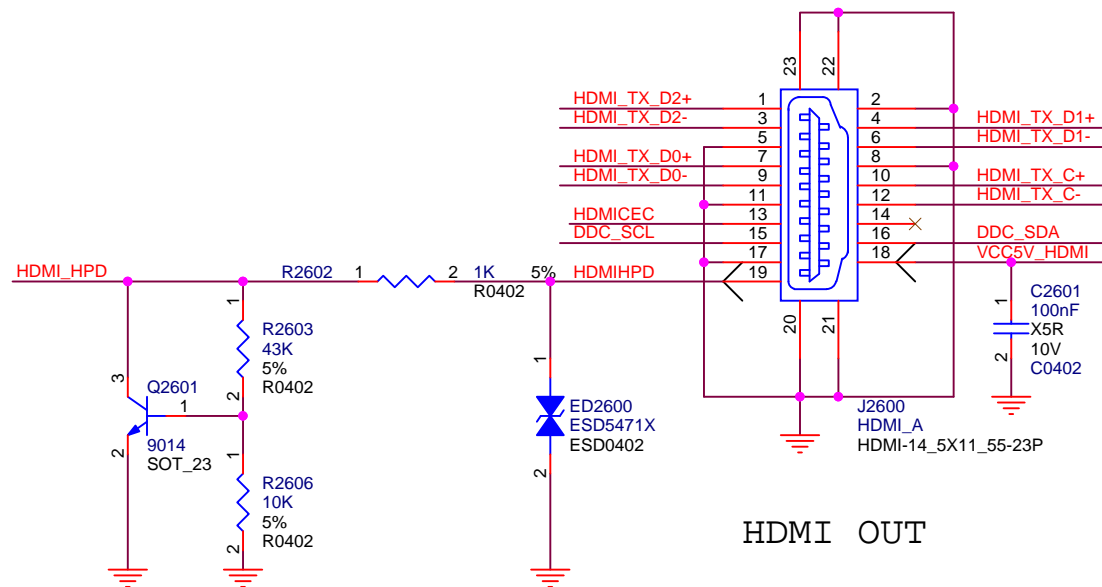 23
22
HDMI_TX_D2+
1
2
HDMI_TX_D2-
3
4
HDMI_TX_D1+
5
6
HDMI_TX_D1-
HDMI_TX_D0+
7
8
HDMI_TX_D0-
9
10
HDMI_TX_C+
11
12
HDMI_TX_C-
HDMICEC
13
14
DDC_SCL
15
16
DDC_SDA
17
18
VCC5V_HDMI
HDMI_HPD
R2602
1
2
1K
5%
R0402
HDMIHPD
19
20
21
1
2
C2601
100nF
X5R
10V
C0402
1
R2603
43K
5%
R0402
2
3
Q2601
1
9014
SOT_23
2
1
R2606
10K
5%
R0402
2
1
ED2600
ESD5471X
ESD0402
2
J2600
HDMI_A
HDMI-14_5X11_55-23P
HDMI OUT